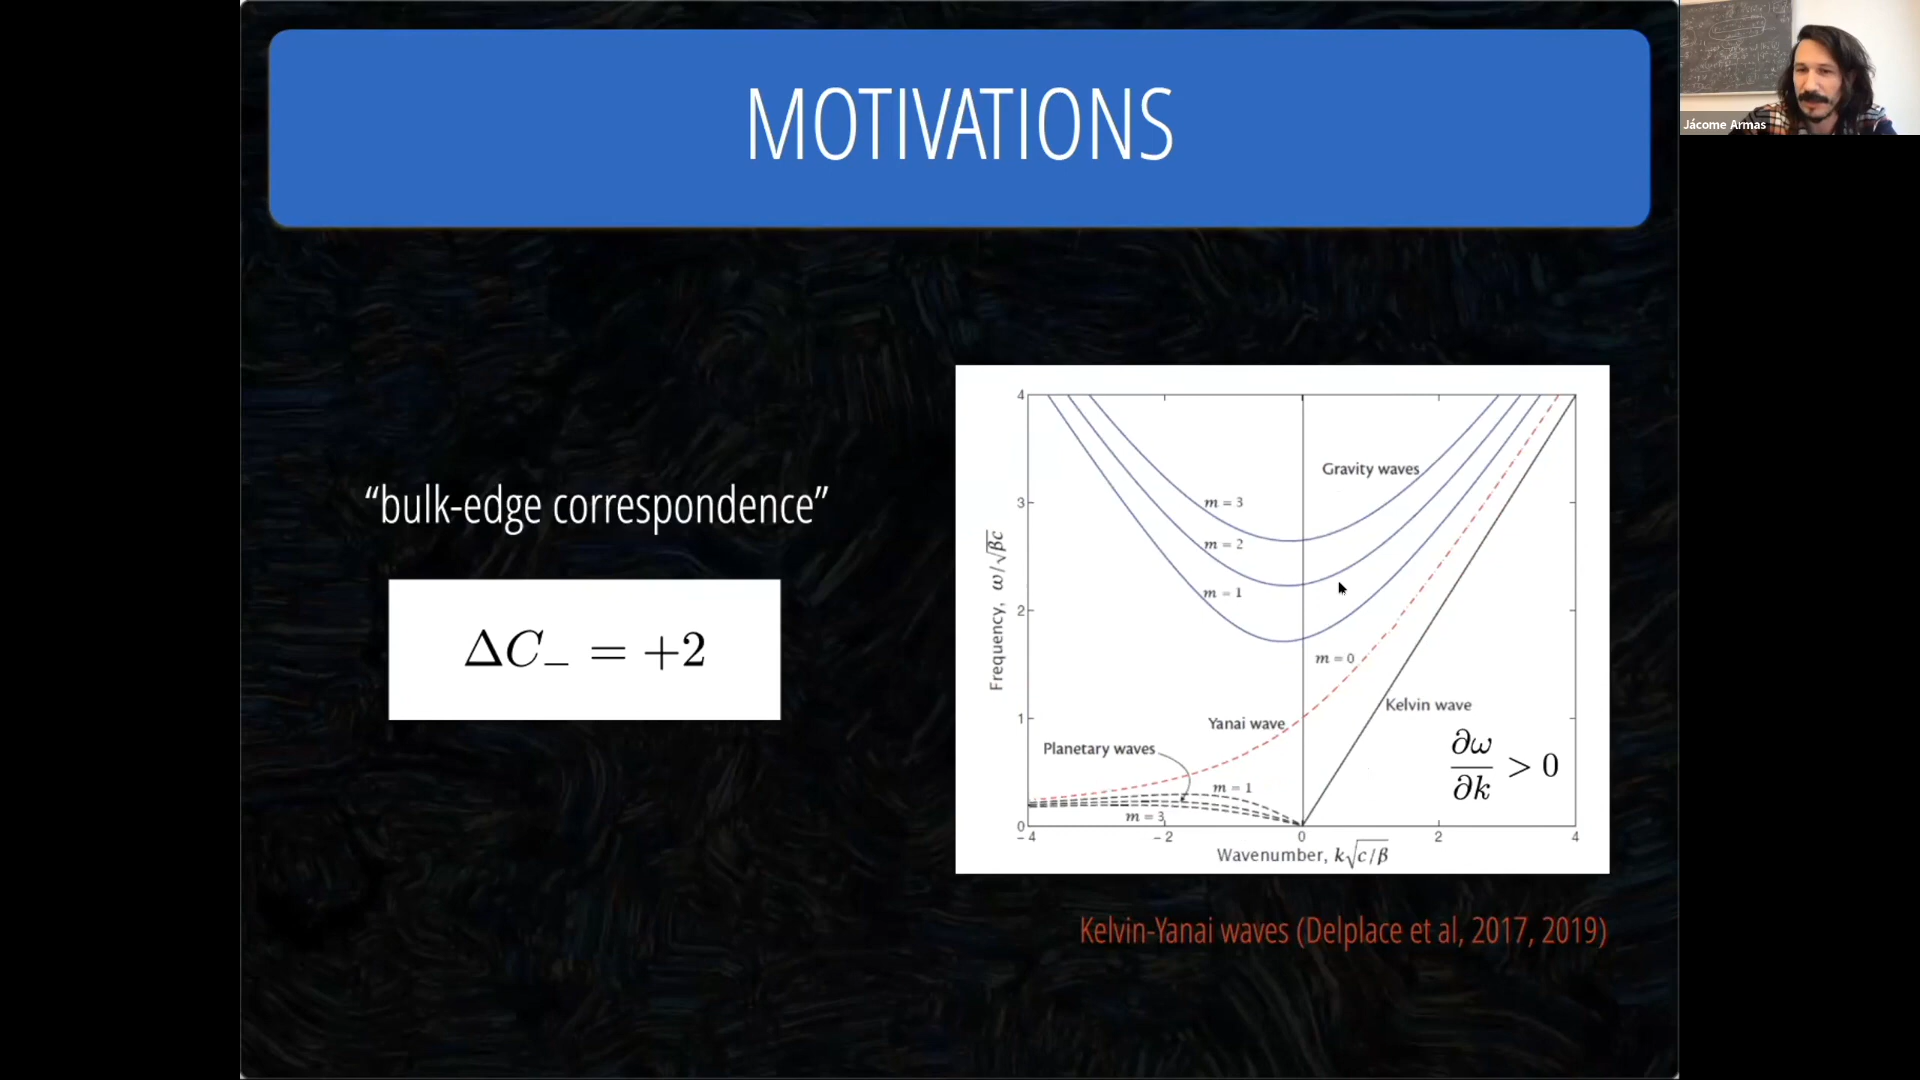 MOTIVATIONS
Jácome Armas
“bulk-edge correspondence”
ΔC₋ = +2
4
3
2
1
0
Frequency, ω/√βc
Gravity waves
m = 3
m = 2
m = 1
m = 0
Kelvin wave
Yanai wave
Planetary waves
m = 1
m = 3
∂ω/∂k > 0
−4 −2 0 2 4
Wavenumber, k√c/β
Kelvin-Yanai waves (Delplace et al, 2017, 2019)